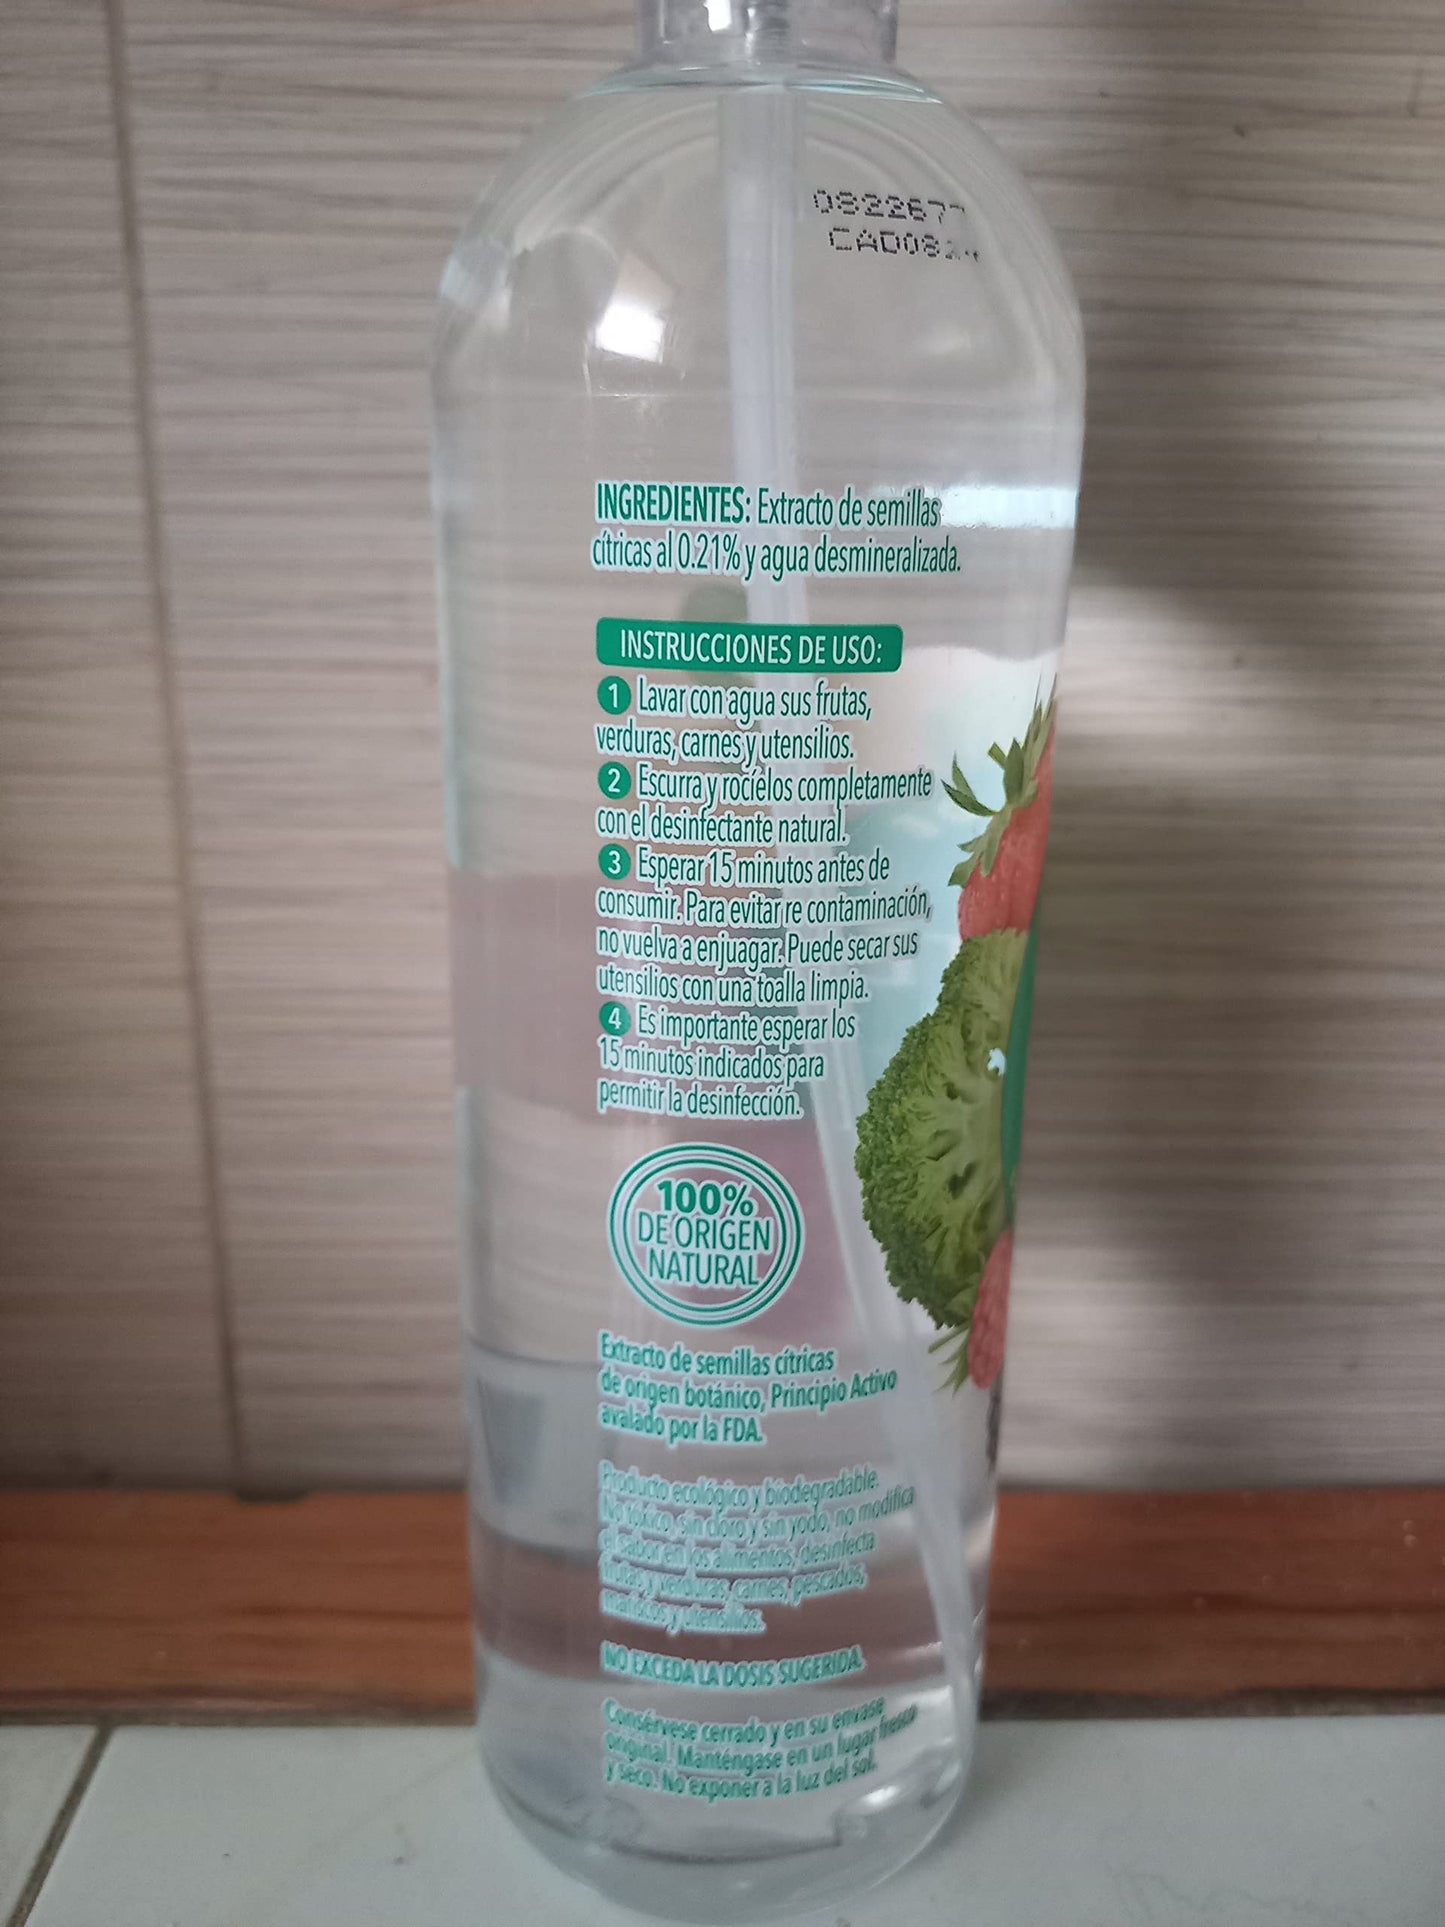 0822677
CAD0824
INGREDIENTES: Extracto de semillas
cítricas al 0.21% y agua desmineralizada.
INSTRUCCIONES DE USO:
1 Lavar con agua sus frutas,
verduras, carnes y utensilios.
2 Escurra y rocíelos completamente
con el desinfectante natural.
3 Esperar 15 minutos antes de
consumir. Para evitar re contaminación,
no vuelva a enjuagar. Puede secar sus
utensilios con una toalla limpia.
4 Es importante esperar los
15 minutos indicados para
permitir la desinfección.
100%
DE ORIGEN
NATURAL
Extracto de semillas cítricas
de origen botánico, Principio Activo
avalado por la FDA.
Producto ecológico y biodegradable.
No tóxico, sin cloro y sin yodo, no modifica
el sabor en los alimentos, desinfecta
frutas y verduras, carnes, pescados,
mariscos y utensilios.
NO EXCEDA LA DOSIS SUGERIDA.
Consérvese cerrado y en su envase
original. Manténgase en un lugar fresco
y seco. No exponer a la luz del sol.